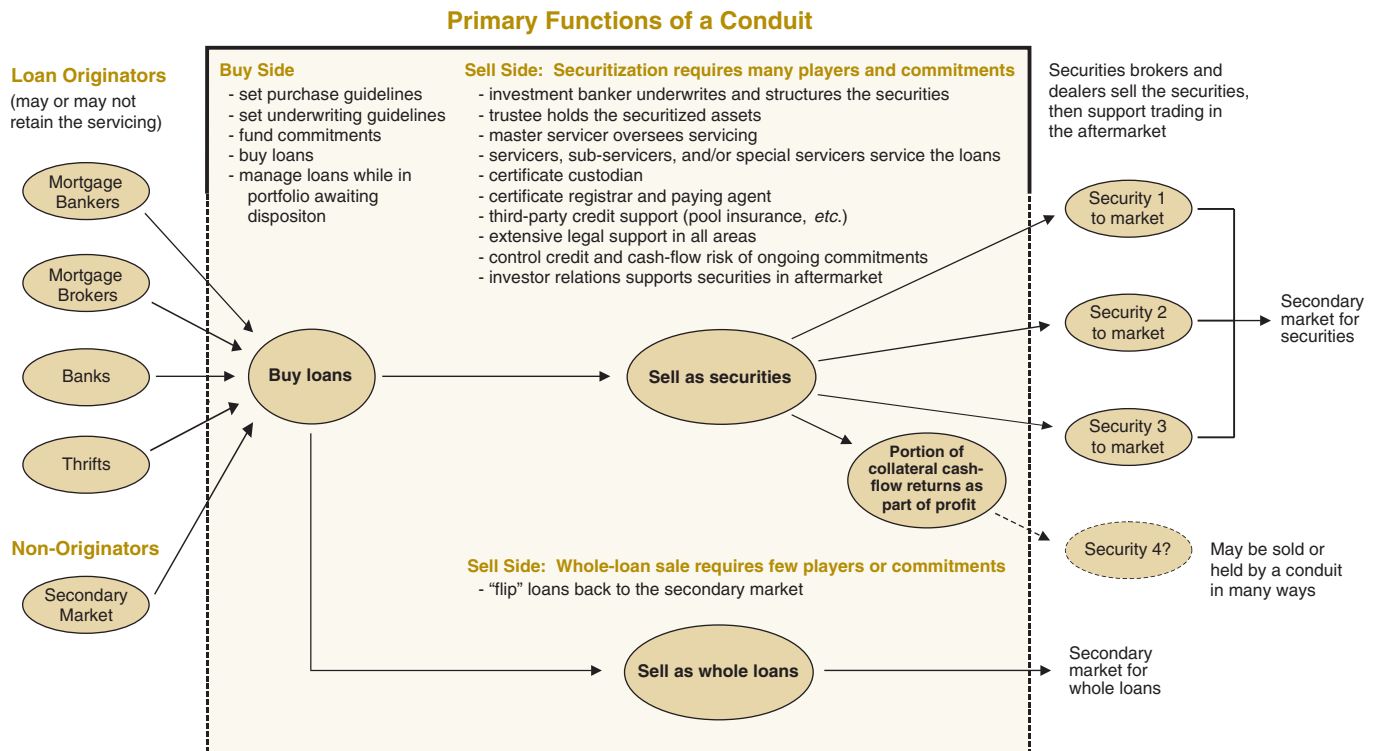 Primary Functions of a Conduit
Loan Originators
(may or may not
retain the servicing)
Mortgage
Bankers
Mortgage
Brokers
Banks
Thrifts
Non-Originators
Secondary
Market
Buy Side
- set purchase guidelines
- set underwriting guidelines
- fund commitments
- buy loans
- manage loans while in
portfolio awaiting
dispositon
Buy loans
Sell Side: Securitization requires many players and commitments
- investment banker underwrites and structures the securities
- trustee holds the securitized assets
- master servicer oversees servicing
- servicers, sub-servicers, and/or special servicers service the loans
- certificate custodian
- certificate registrar and paying agent
- third-party credit support (pool insurance, etc.)
- extensive legal support in all areas
- control credit and cash-flow risk of ongoing commitments
- investor relations supports securities in aftermarket
Sell as securities
Portion of
collateral cash-
flow returns as
part of profit
Sell Side: Whole-loan sale requires few players or commitments
- “flip” loans back to the secondary market
Sell as whole loans
Securities brokers and
dealers sell the securities,
then support trading in
the aftermarket
Security 1
to market
Security 2
to market
Security 3
to market
Secondary
market for
securities
Security 4?
May be sold or
held by a conduit
in many ways
Secondary
market for
whole loans